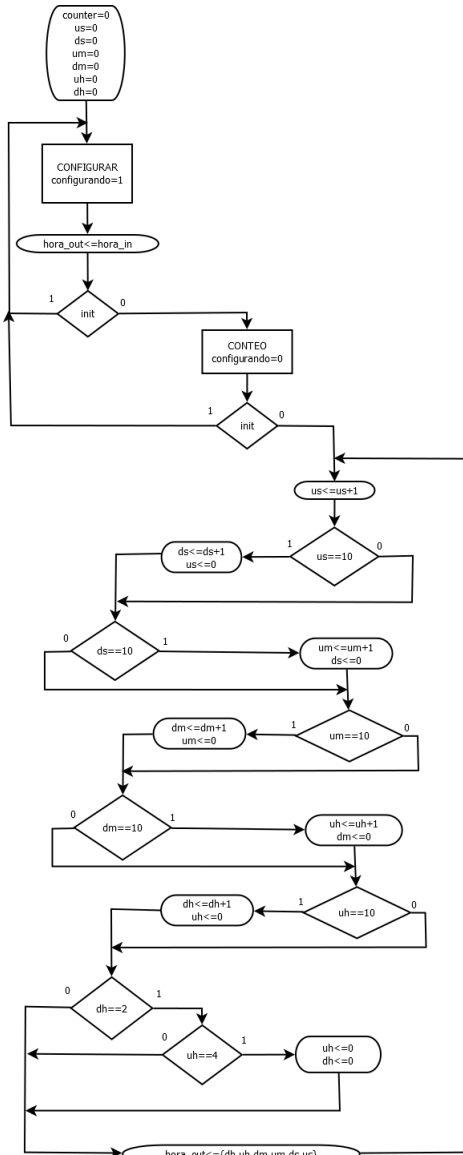 counter=0
us=0
ds=0
um=0
dm=0
uh=0
dh=0
CONFIGURAR
configurando=1
hora_out<=hora_in
1
init
0
CONTEO
configurando=0
1
init
0
us<=us+1
ds<=ds+1
us<=0
1
us==10
0
0
ds==10
1
um<=um+1
ds<=0
dm<=dm+1
um<=0
1
um==10
0
0
dm==10
1
uh<=uh+1
dm<=0
dh<=dh+1
uh<=0
1
uh==10
0
0
dh==2
1
0
uh==4
1
uh<=0
dh<=0
hora_out<={dh,uh,dm,um,ds,us}